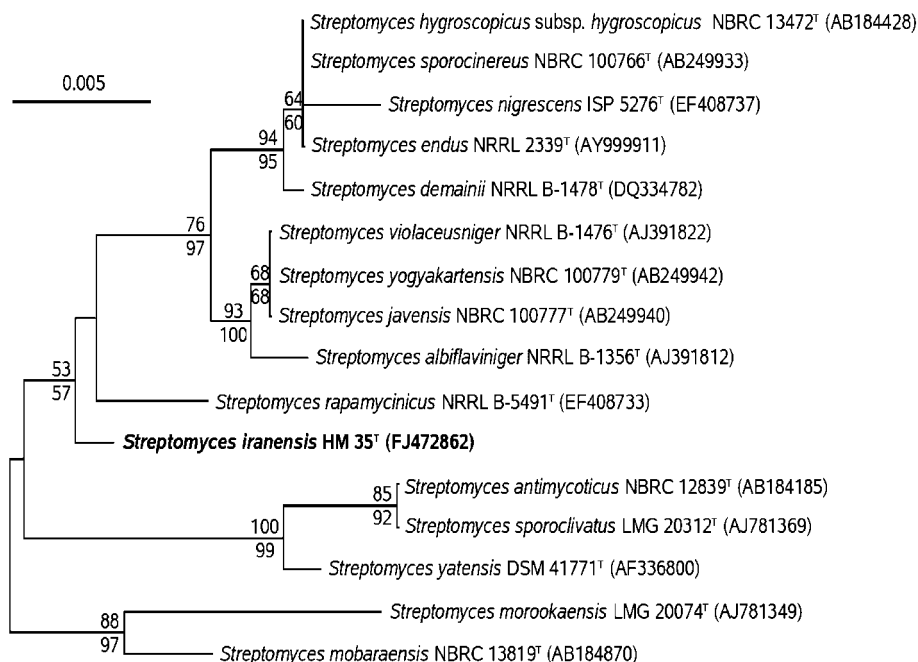 Streptomyces hygroscopicus subsp. hygroscopicus NBRC 13472ᵀ (AB184428)
Streptomyces sporocinereus NBRC 100766ᵀ (AB249933)
0.005
64
Streptomyces nigrescens ISP 5276ᵀ (EF408737)
60
94
Streptomyces endus NRRL 2339ᵀ (AY999911)
95
Streptomyces demainii NRRL B-1478ᵀ (DQ334782)
76
Streptomyces violaceusniger NRRL B-1476ᵀ (AJ391822)
97
68
Streptomyces yogyakartensis NBRC 100779ᵀ (AB249942)
68
93
Streptomyces javensis NBRC 100777ᵀ (AB249940)
100
Streptomyces albiflaviniger NRRL B-1356ᵀ (AJ391812)
53
57
Streptomyces rapamycinicus NRRL B-5491ᵀ (EF408733)
Streptomyces iranensis HM 35ᵀ (FJ472862)
85
Streptomyces antimycoticus NBRC 12839ᵀ (AB184185)
92
Streptomyces sporoclivatus LMG 20312ᵀ (AJ781369)
100
99
Streptomyces yatensis DSM 41771ᵀ (AF336800)
88
Streptomyces morookaensis LMG 20074ᵀ (AJ781349)
97
Streptomyces mobaraensis NBRC 13819ᵀ (AB184870)